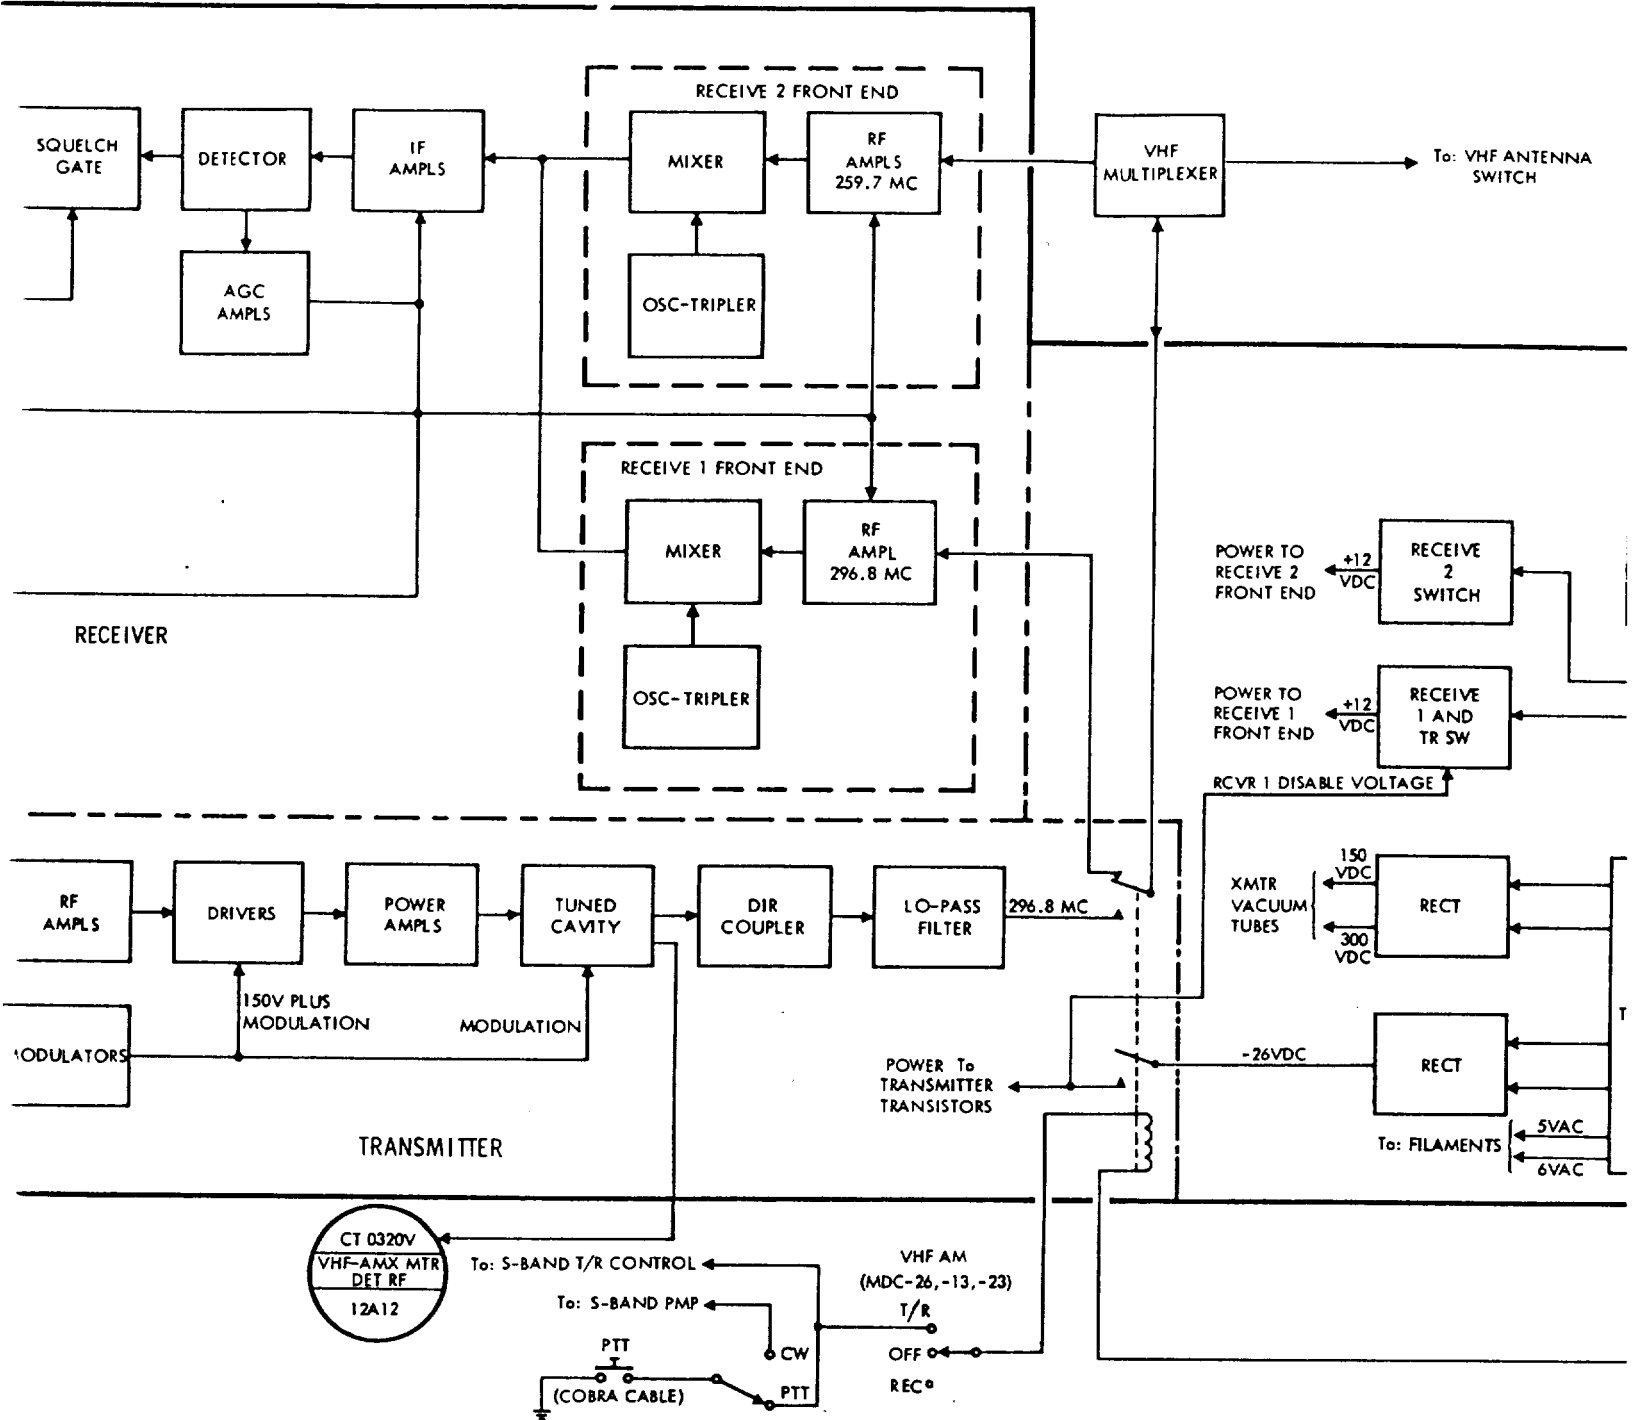 RECEIVE 2 FRONT END
SQUELCH
GATE
DETECTOR
IF
AMPLS
MIXER
RF
AMPLS
259.7 MC
VHF
MULTIPLEXER
To: VHF ANTENNA
SWITCH
AGC
AMPLS
OSC-TRIPLER
RECEIVE 1 FRONT END
MIXER
RF
AMPL
296.8 MC
OSC-TRIPLER
RECEIVER
POWER TO
RECEIVE 2
FRONT END
+12
VDC
RECEIVE
2
SWITCH
POWER TO
RECEIVE 1
FRONT END
+12
VDC
RECEIVE
1 AND
TR SW
RCVR 1 DISABLE VOLTAGE
RF
AMPLS
DRIVERS
POWER
AMPLS
TUNED
CAVITY
DIR
COUPLER
LO-PASS
FILTER
296.8 MC
XMTR
VACUUM
TUBES
150
VDC
300
VDC
RECT
150V PLUS
MODULATION
MODULATION
ODULATORS
POWER To
TRANSMITTER
TRANSISTORS
-26VDC
RECT
T
To: FILAMENTS
5VAC
6VAC
TRANSMITTER
CT 0320V
VHF-AMX MTR
DET RF
12A12
To: S-BAND T/R CONTROL
To: S-BAND PMP
VHF AM
(MDC-26,-13,-23)
T/R
OFF
REC
CW
PTT
PTT
(COBRA CABLE)